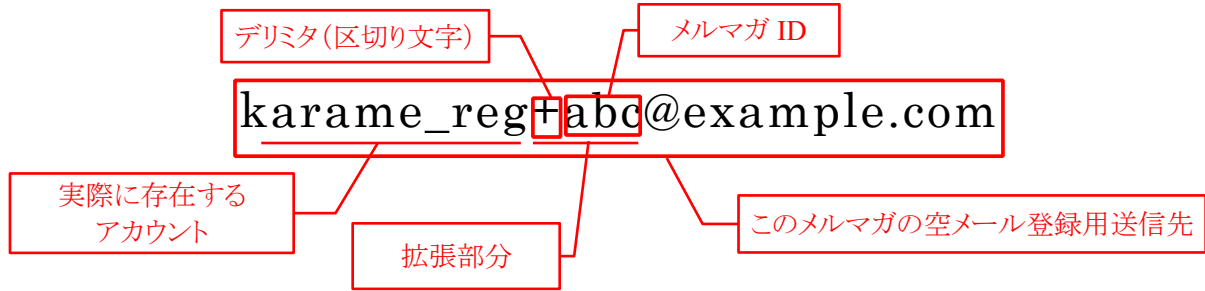 デリミタ(区切り文字)
メルマガ ID
karame_reg+abc@example.com
実際に存在する
アカウント
拡張部分
このメルマガの空メール登録用送信先